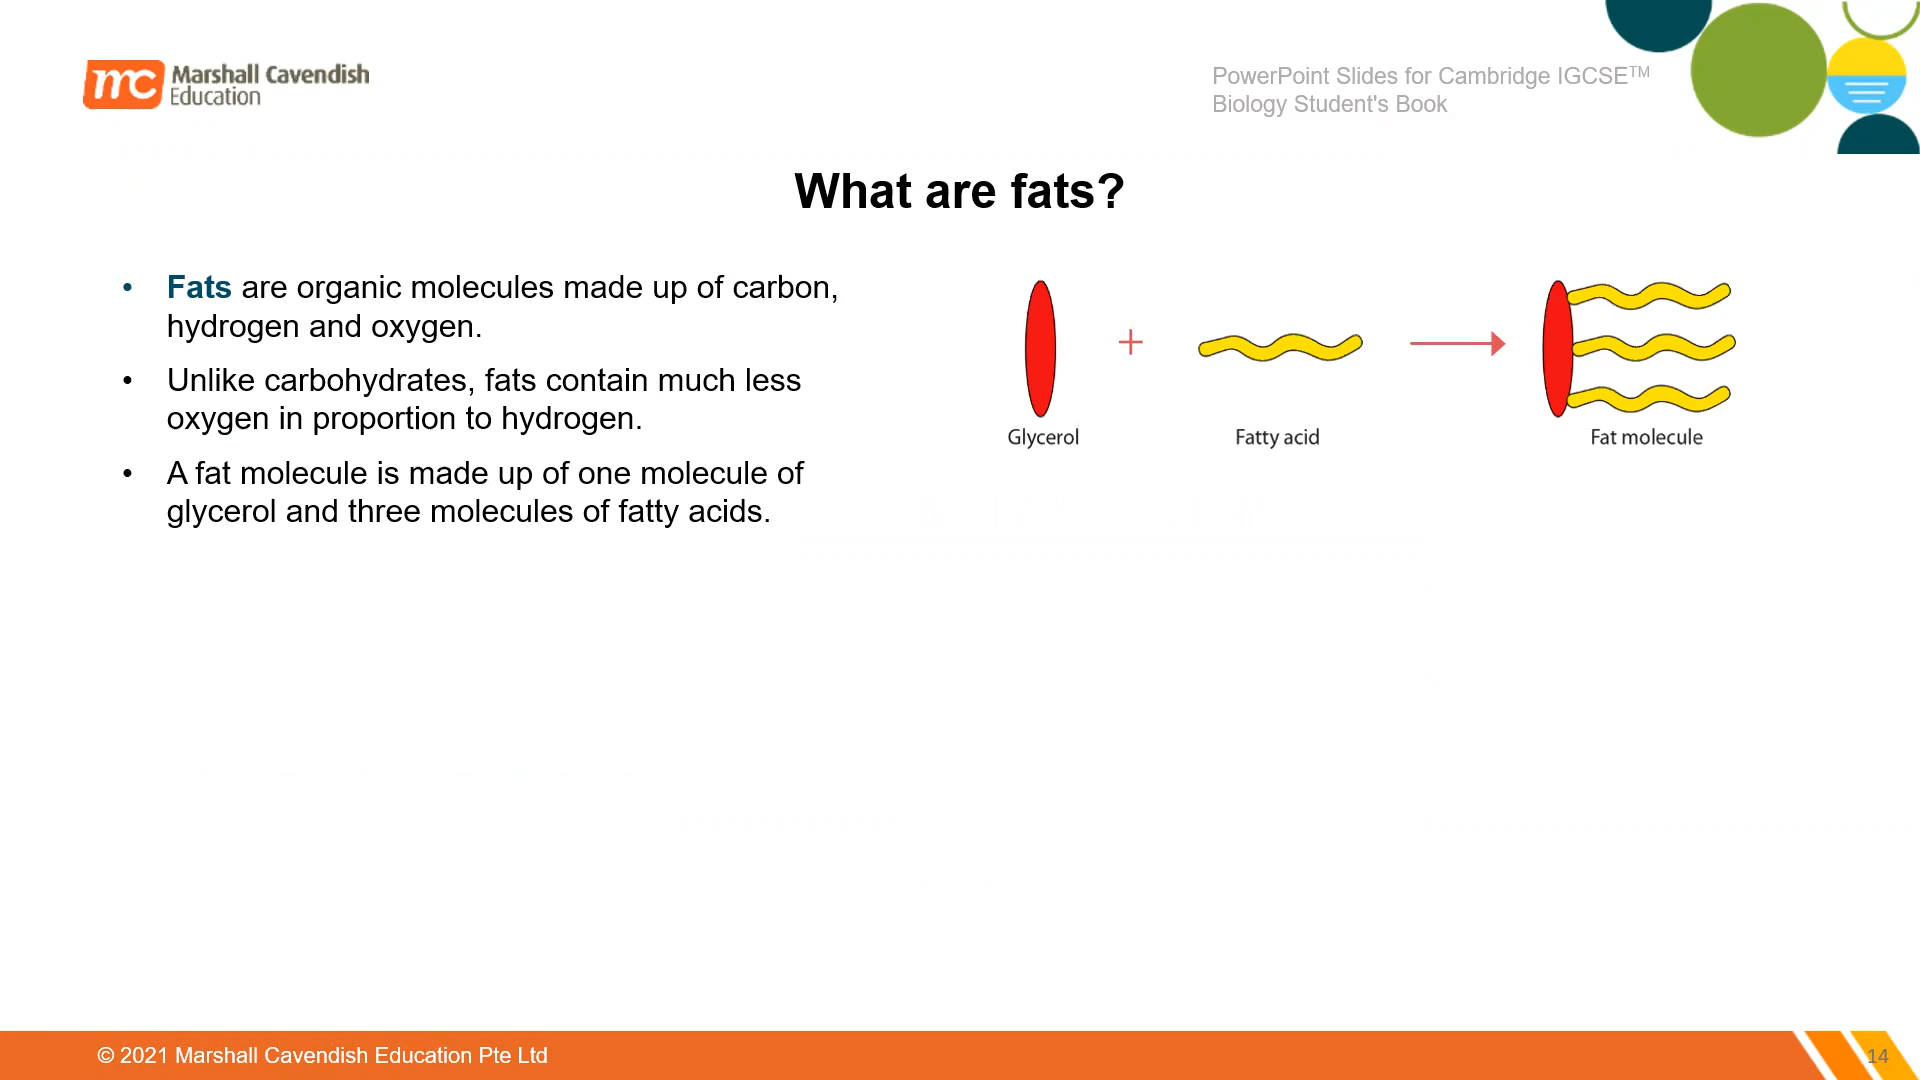 mc Marshall Cavendish
Education
PowerPoint Slides for Cambridge IGCSE™
Biology Student's Book
What are fats?
• Fats are organic molecules made up of carbon,
hydrogen and oxygen.
• Unlike carbohydrates, fats contain much less
oxygen in proportion to hydrogen.
• A fat molecule is made up of one molecule of
glycerol and three molecules of fatty acids.
+
Glycerol Fatty acid Fat molecule
© 2021 Marshall Cavendish Education Pte Ltd
14